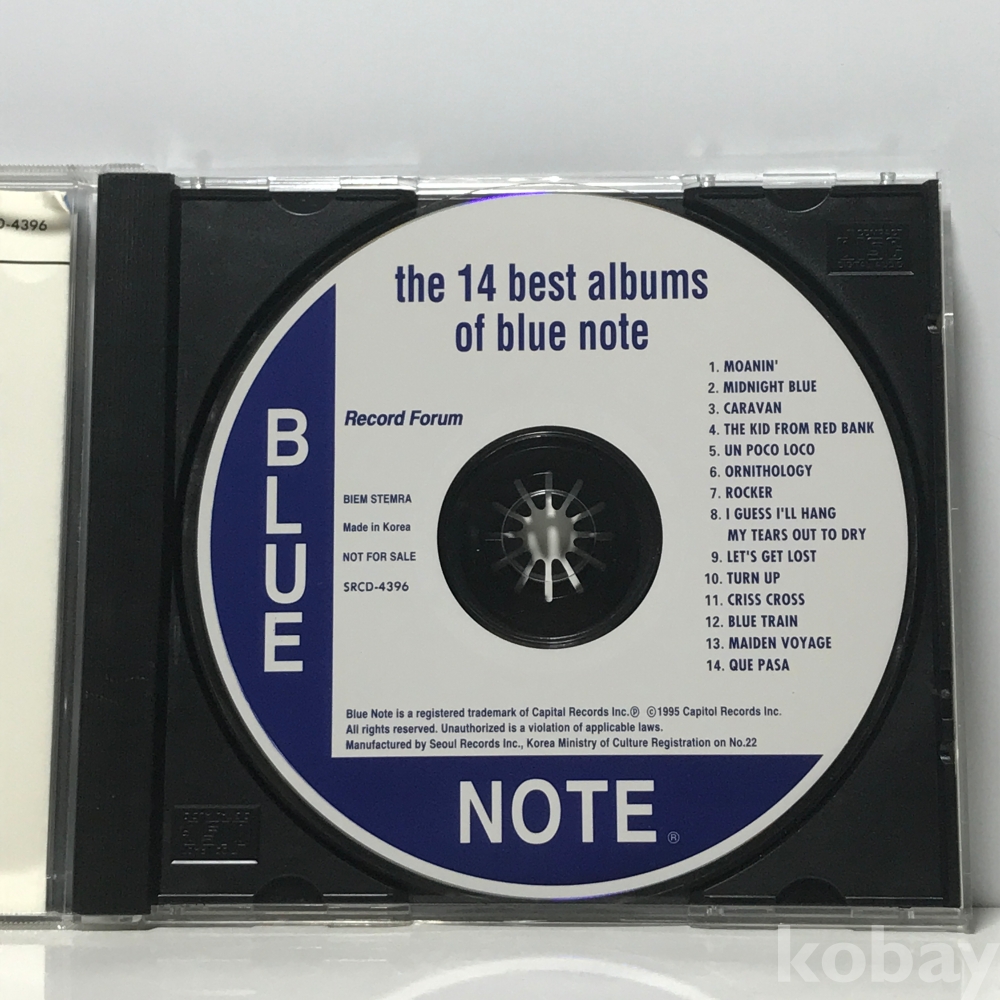 -4396
the 14 best albums
of blue note
Record Forum
BIEM STEMRA
Made in Korea
NOT FOR SALE
SRCD-4396
1. MOANIN'
2. MIDNIGHT BLUE
3. CARAVAN
4. THE KID FROM RED BANK
5. UN POCO LOCO
6. ORNITHOLOGY
7. ROCKER
8. I GUESS I'LL HANG
MY TEARS OUT TO DRY
9. LET'S GET LOST
10. TURN UP
11. CRISS CROSS
12. BLUE TRAIN
13. MAIDEN VOYAGE
14. QUE PASA
BLUE
Blue Note is a registered trademark of Capital Records Inc.℗ ©1995 Capitol Records Inc.
All rights reserved. Unauthorized is a violation of applicable laws.
Manufactured by Seoul Records Inc., Korea Ministry of Culture Registration on No.22
NOTE®
kobay